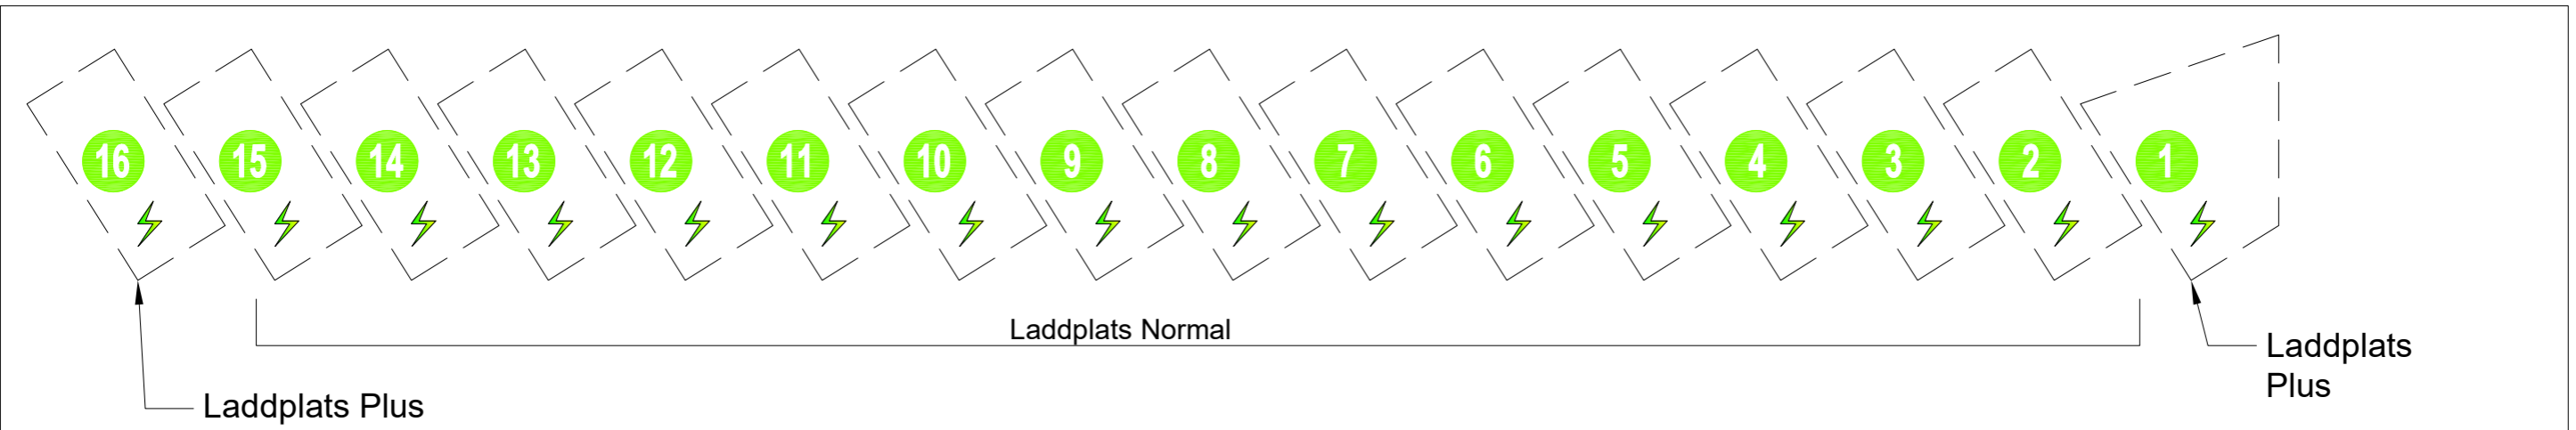 16 15 14 13 12 11 10 9 8 7 6 5 4 3 2 1
Laddplats Normal
Laddplats
Plus
Laddplats Plus